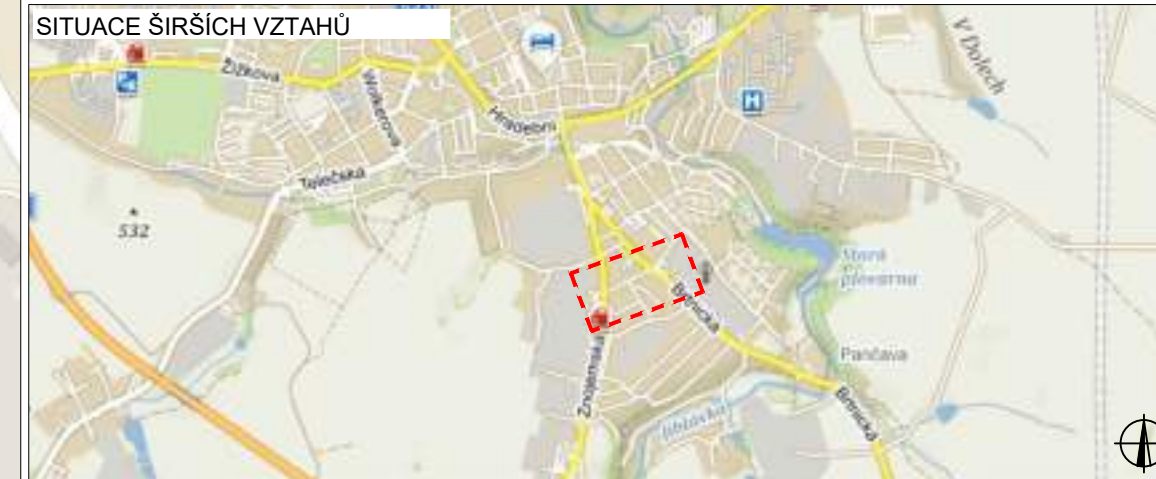 SITUACE ŠIRŠÍCH VZTAHŮ
V Dolech
Žižkova
Wolkerova
H
Hradební
Telečská
532
Stará
plovárna
Brtnická
Pančava
Znojemská
Jihlávka
Brtnická